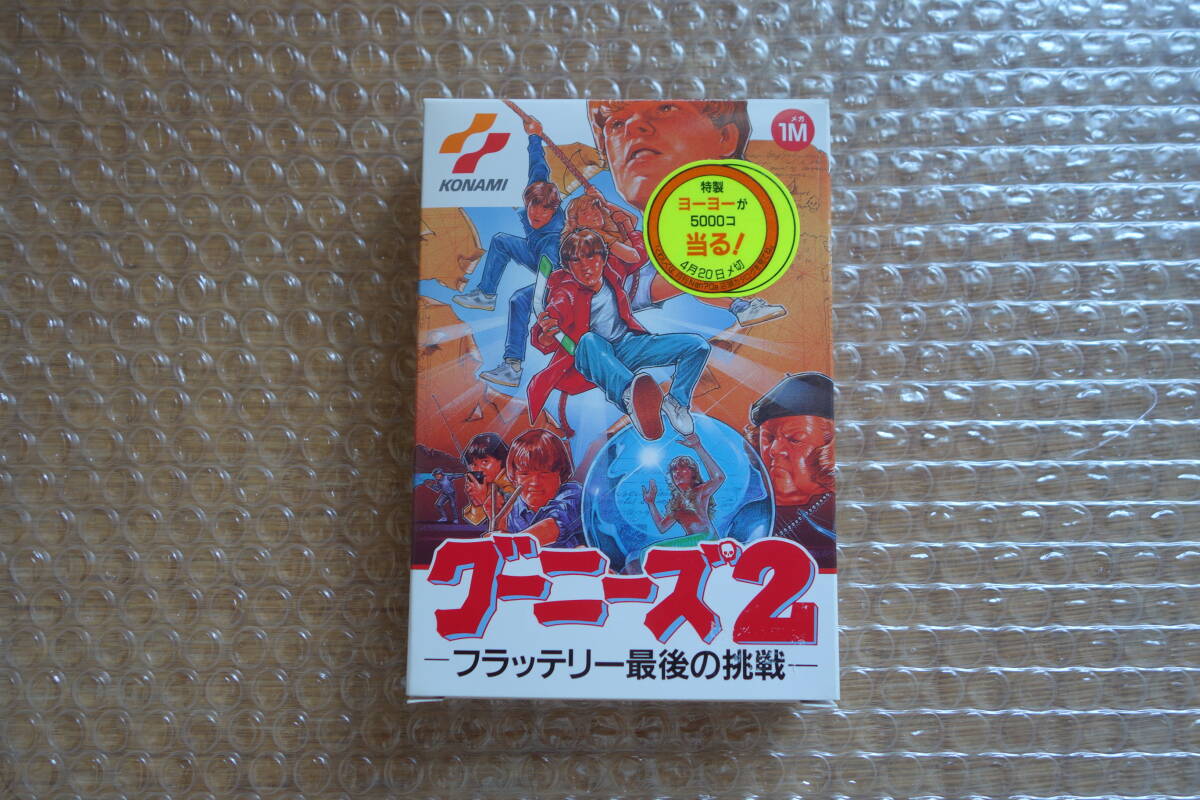 KONAMI
メガ
1M
特製
ヨーヨーが
5000コ
当る!
4月20日〆切
グーニーズ2
―フラッテリー最後の挑戦―